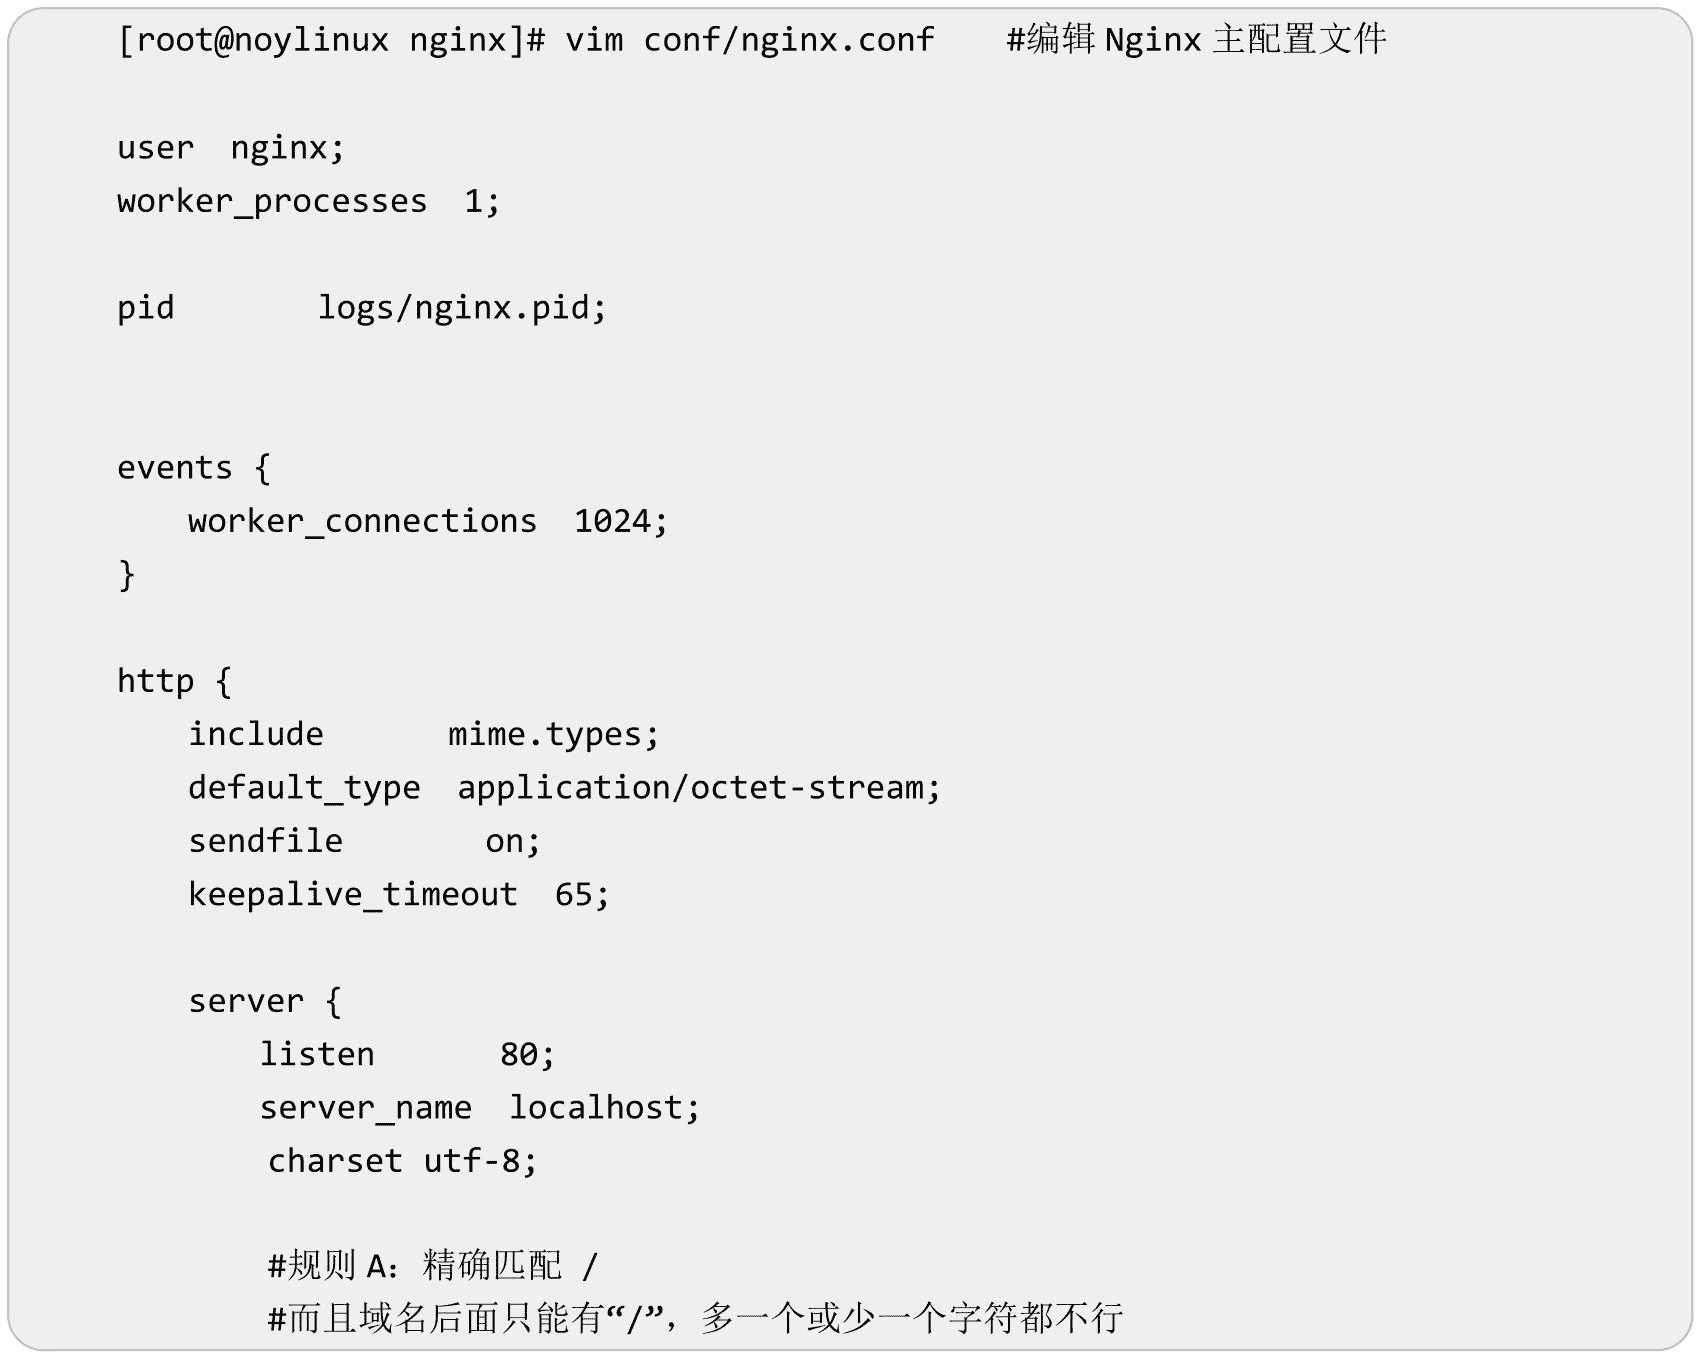 [root@noylinux nginx]# vim conf/nginx.conf    #编辑 Nginx 主配置文件
user  nginx;
worker_processes  1;
pid        logs/nginx.pid;
events {
    worker_connections  1024;
}
http {
    include       mime.types;
    default_type  application/octet-stream;
    sendfile        on;
    keepalive_timeout  65;
    server {
        listen       80;
        server_name  localhost;
        charset utf-8;
        #规则 A：精确匹配 /
        #而且域名后面只能有“/”，多一个或少一个字符都不行